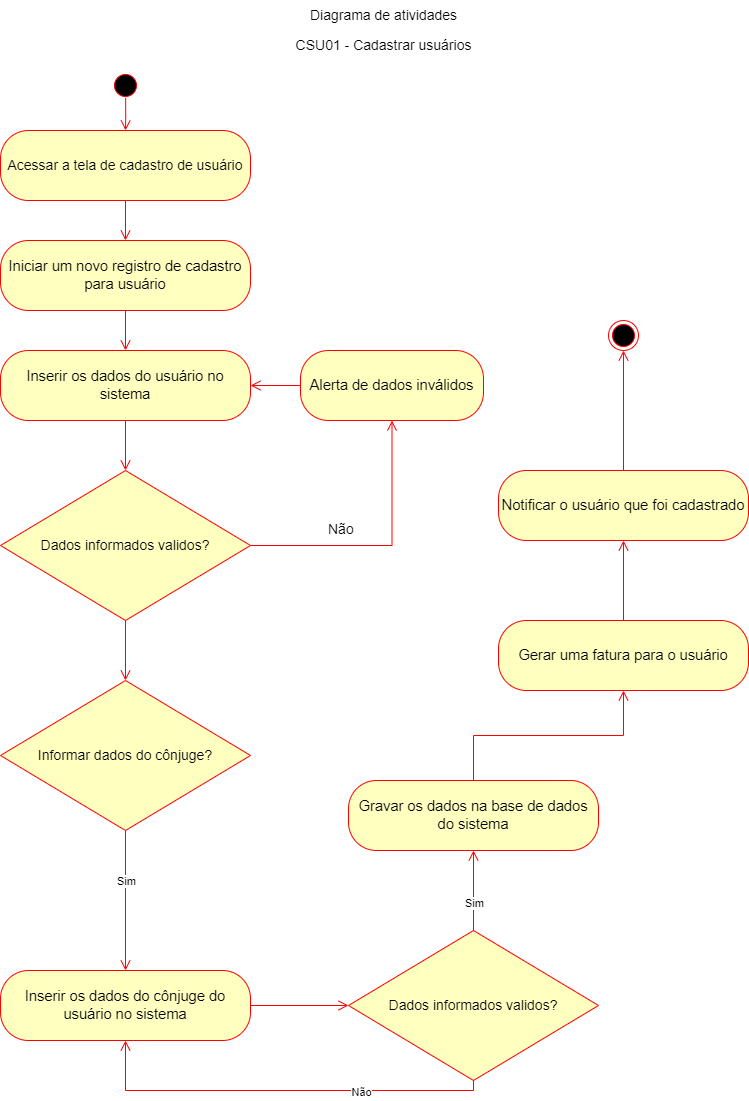 Diagrama de atividades
CSU01 - Cadastrar usuários
Acessar a tela de cadastro de usuário
Iniciar um novo registro de cadastro
para usuário
Inserir os dados do usuário no
sistema
Alerta de dados inválidos
Dados informados validos?
Não
Informar dados do cônjuge?
Sim
Inserir os dados do cônjuge do
usuário no sistema
Dados informados validos?
Não
Sim
Gravar os dados na base de dados
do sistema
Gerar uma fatura para o usuário
Notificar o usuário que foi cadastrado